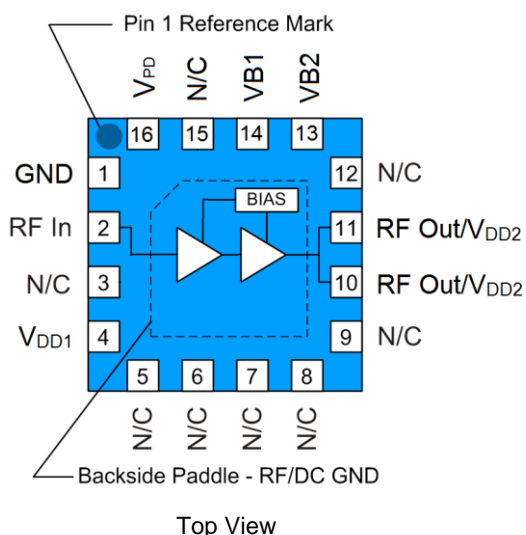 Pin 1 Reference Mark
VPD N/C VB1 VB2
16 15 14 13
GND 1 12 N/C
BIAS
RF In 2 11 RF Out/VDD2
N/C 3 10 RF Out/VDD2
VDD1 4 9 N/C
5 6 7 8
N/C N/C N/C N/C
Backside Paddle - RF/DC GND
Top View